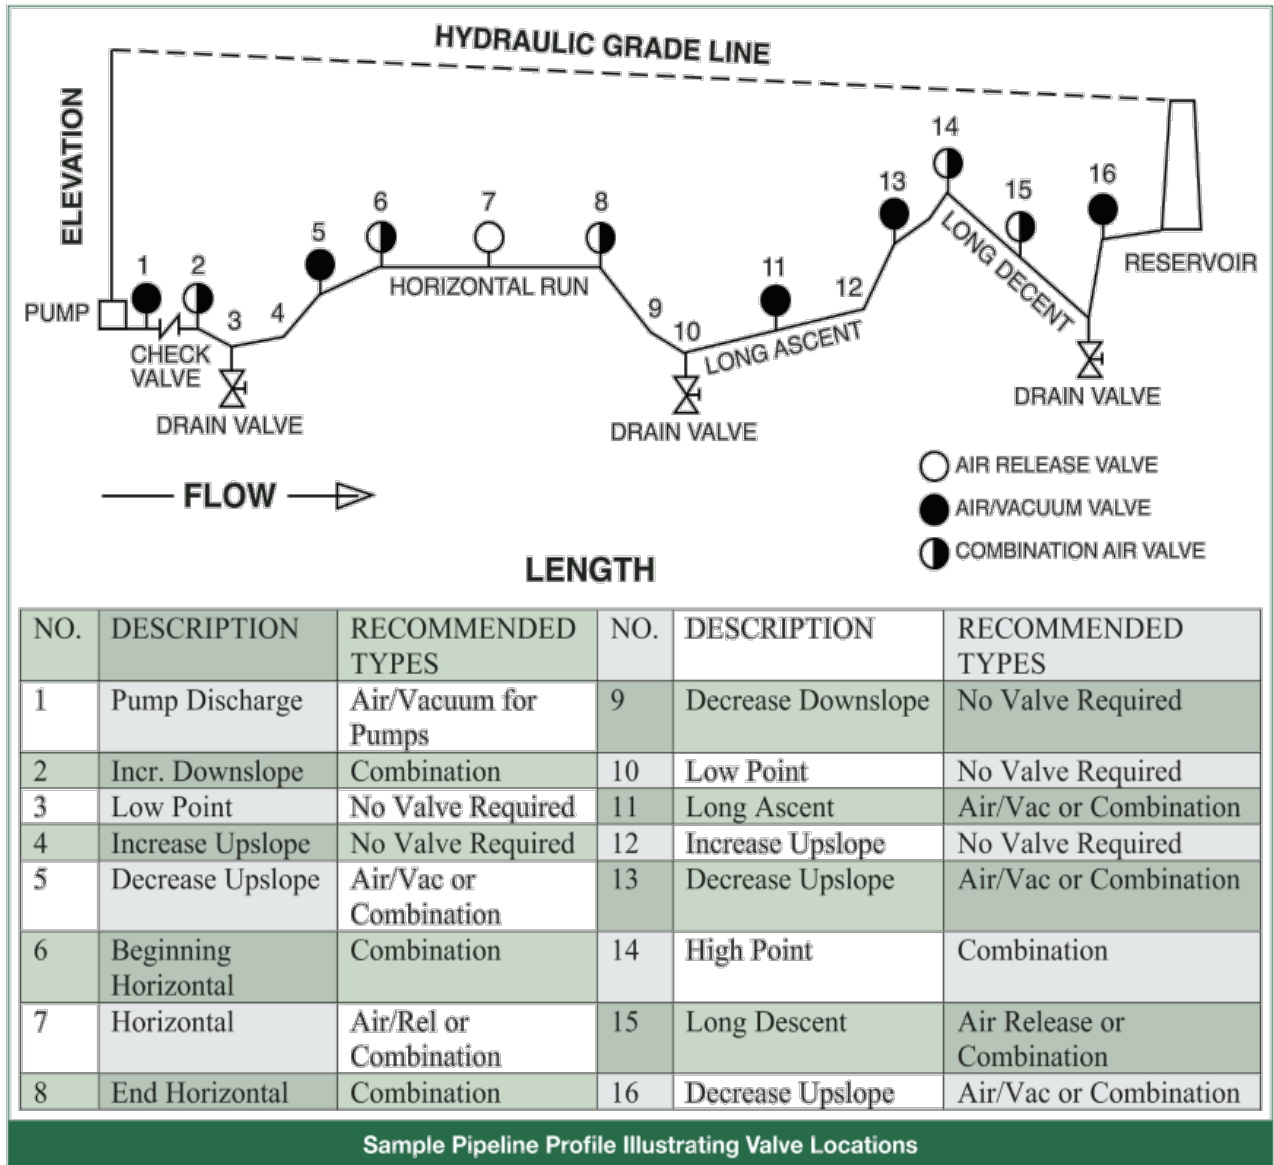 HYDRAULIC GRADE LINE
ELEVATION
14
13
15
16
6
7
8
5
HORIZONTAL RUN
LONG DECENT
RESERVOIR
1
2
11
12
PUMP
3
4
9
10
CHECK
VALVE
LONG ASCENT
DRAIN VALVE
DRAIN VALVE
DRAIN VALVE
AIR RELEASE VALVE
FLOW
AIR/VACUUM VALVE
COMBINATION AIR VALVE
LENGTH
NO. DESCRIPTION RECOMMENDED NO. DESCRIPTION RECOMMENDED
TYPES TYPES
1 Pump Discharge Air/Vacuum for 9 Decrease Downslope No Valve Required
Pumps
2 Incr. Downslope Combination 10 Low Point No Valve Required
3 Low Point No Valve Required 11 Long Ascent Air/Vac or Combination
4 Increase Upslope No Valve Required 12 Increase Upslope No Valve Required
5 Decrease Upslope Air/Vac or 13 Decrease Upslope Air/Vac or Combination
Combination
6 Beginning Combination 14 High Point Combination
Horizontal
7 Horizontal Air/Rel or 15 Long Descent Air Release or
Combination Combination
8 End Horizontal Combination 16 Decrease Upslope Air/Vac or Combination
Sample Pipeline Profile Illustrating Valve Locations